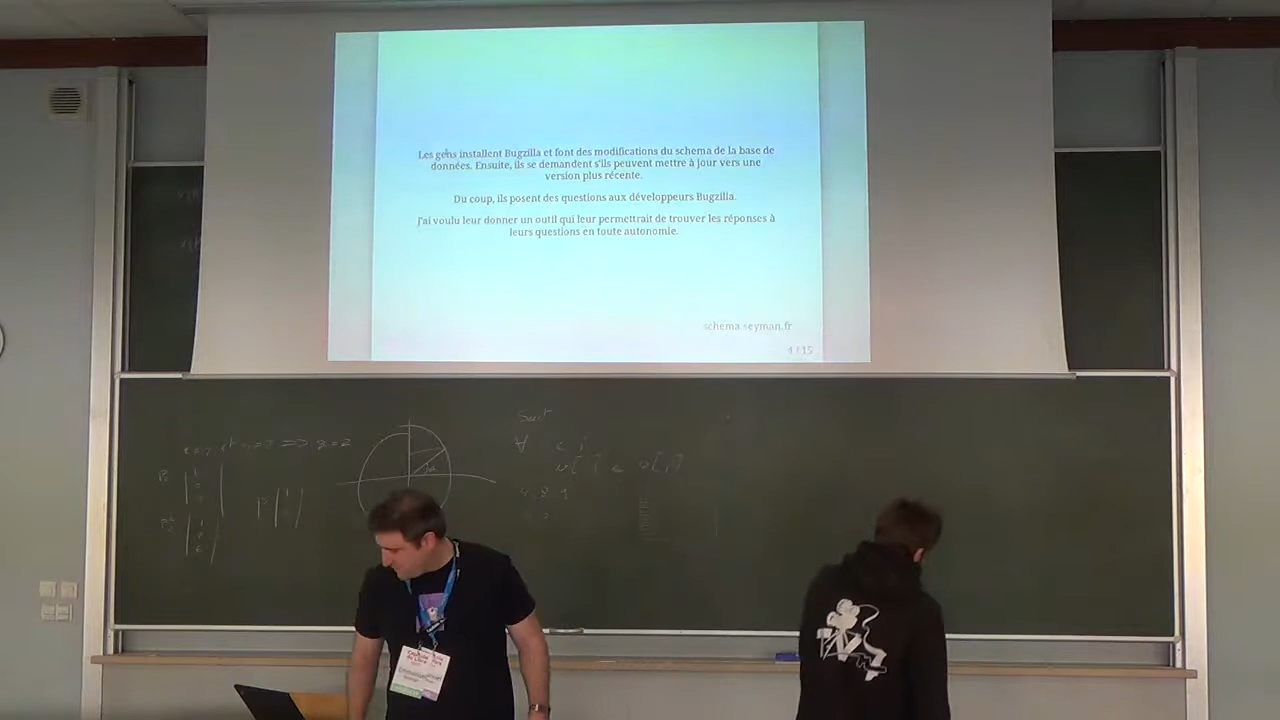 Les gens installent Bugzilla et font des modifications du schema de la base de
données. Ensuite, ils se demandent s'ils peuvent mettre à jour vers une
version plus récente.
Du coup, ils posent des questions aux développeurs Bugzilla.
J'ai voulu leur donner un outil qui leur permettrait de trouver les réponses à
leurs questions en toute autonomie.
schema.seyman.fr
4 / 15
Soit
∀